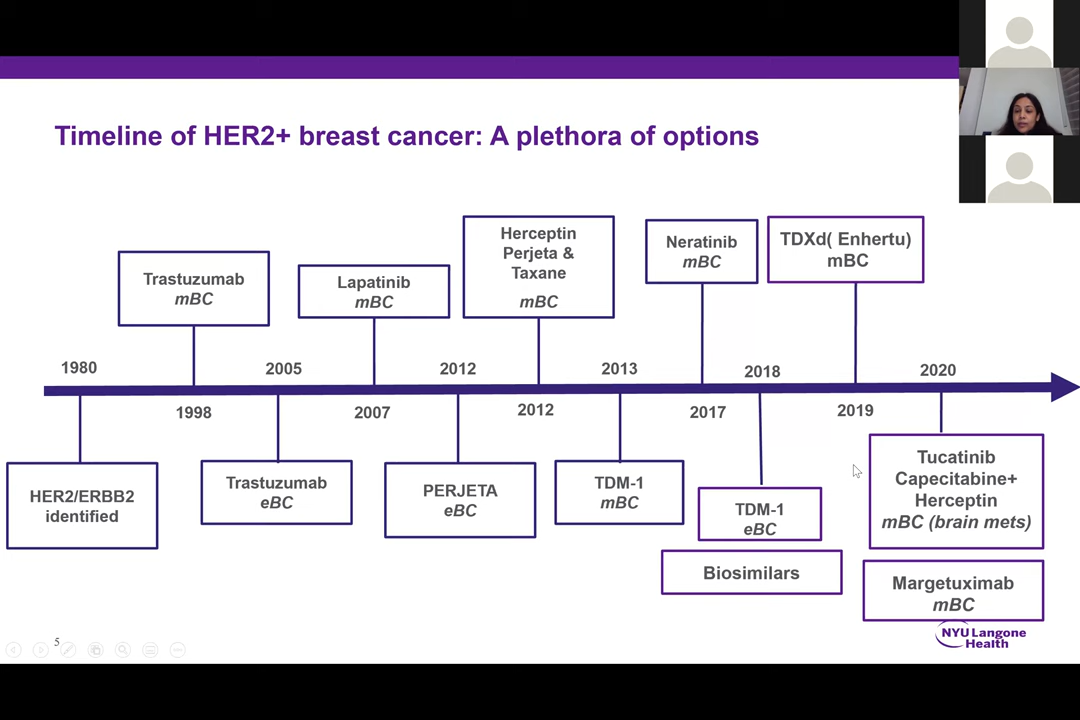 Timeline of HER2+ breast cancer: A plethora of options
Trastuzumab
mBC
Lapatinib
mBC
Herceptin
Perjeta &
Taxane
mBC
Neratinib
mBC
TDXd( Enhertu)
mBC
1980
2005
2012
2013
2018
2020
1998
2007
2012
2017
2019
HER2/ERBB2
identified
Trastuzumab
eBC
PERJETA
eBC
TDM-1
mBC
TDM-1
eBC
Biosimilars
Tucatinib
Capecitabine+
Herceptin
mBC (brain mets)
Margetuximab
mBC
5
NYU Langone
Health